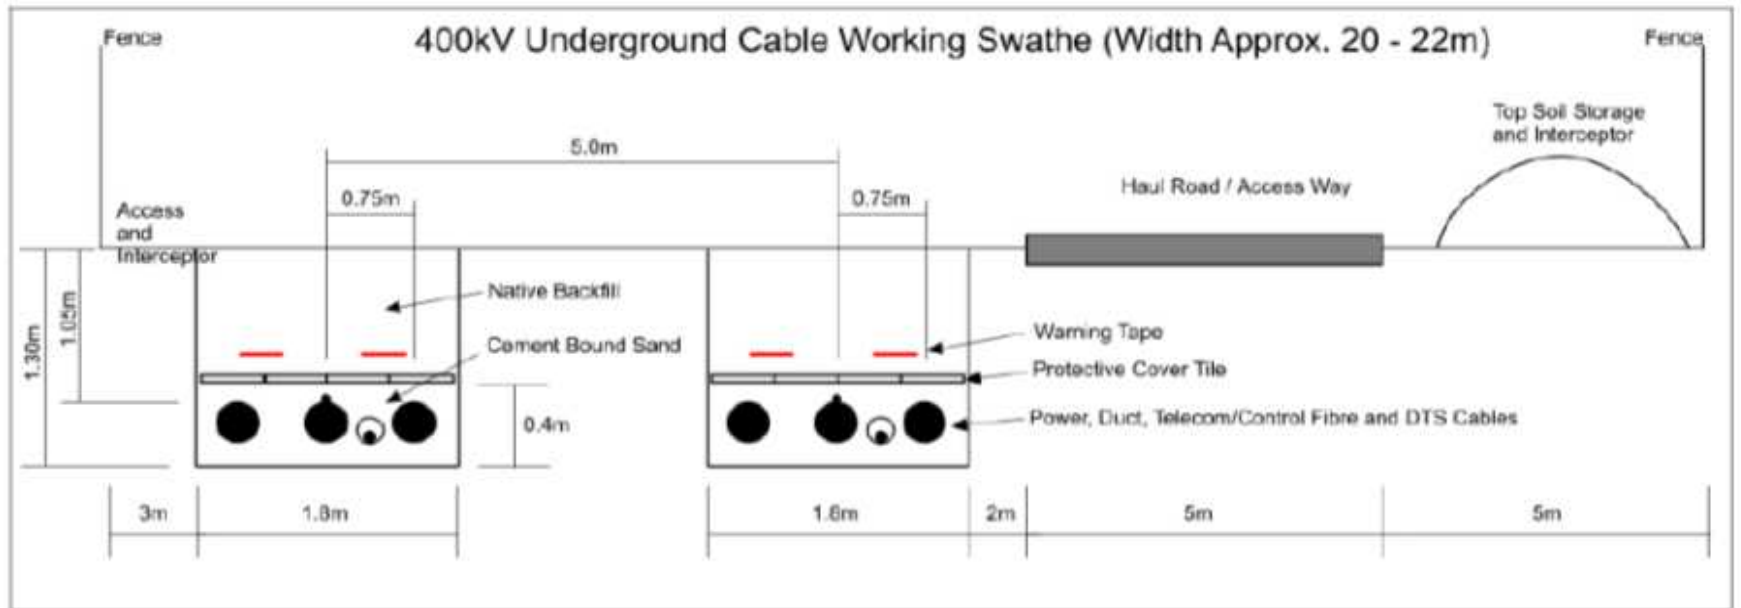 Fence
400kV Underground Cable Working Swathe (Width Approx. 20 - 22m)
Fence
Top Soil Storage
and Interceptor
5.0m
Haul Road / Access Way
0.75m
0.75m
Access
and
Interceptor
Native Backfill
1.05m
1.30m
Warning Tape
Cement Bound Sand
Protective Cover Tile
0.4m
Power, Duct, Telecom/Control Fibre and DTS Cables
3m
1.8m
1.8m
2m
5m
5m